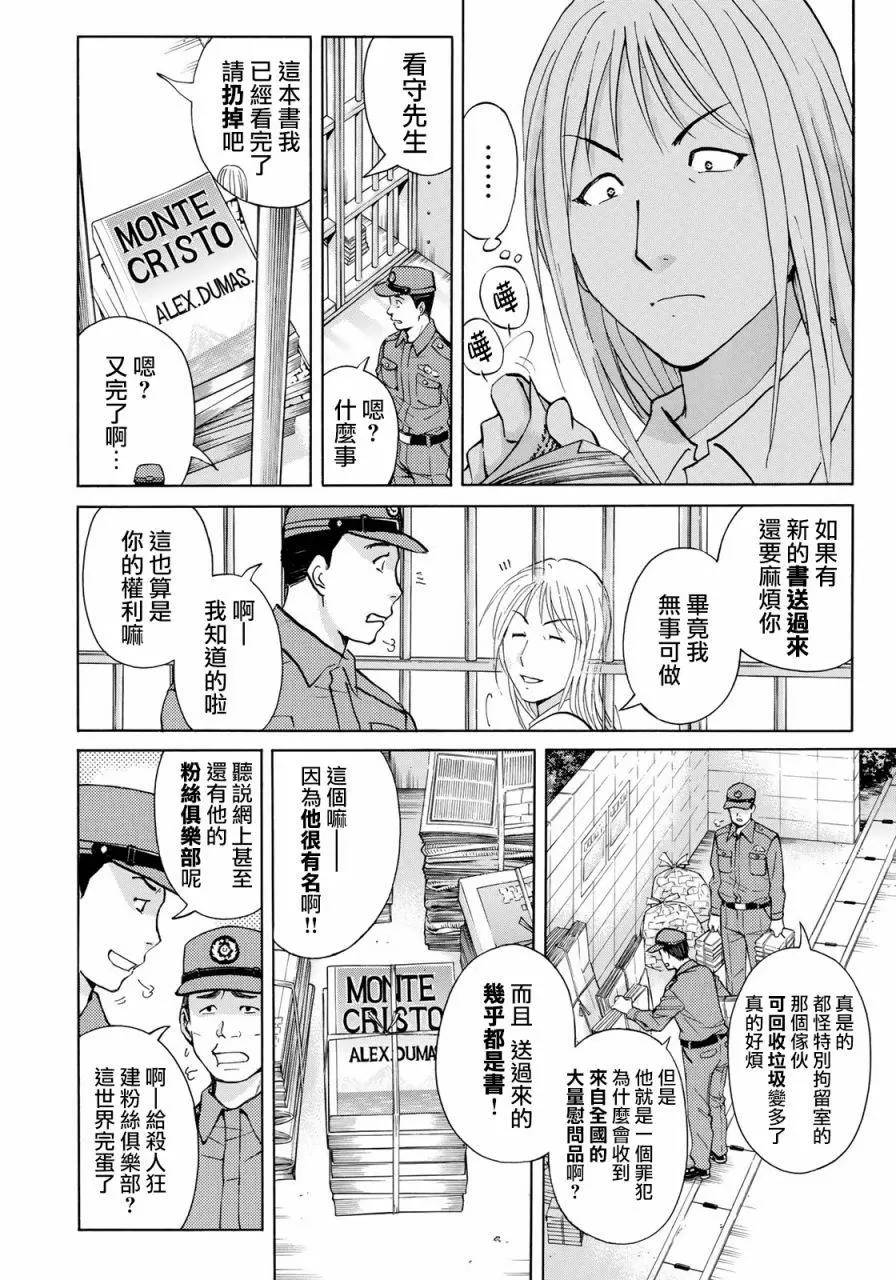 ⋮⋮
嘩
嘩
看守先生
嗯？
什麼事
這本書我
已經看完了
請扔掉吧
MONTE
CRISTO
ALEX.DUMAS.
嗯？
又完了啊…
如果有
新的書送過來
還要麻煩你
畢竟我
無事可做
啊—
我知道的啦
這也算是
你的權利嘛
真是的
都怪特別拘留室的
那個傢伙
可回收垃圾變多了
真的好煩
但是
他就是一個罪犯
為什麼會收到
來自全國的
大量慰問品啊？
而且 送過來的
幾乎都是書！
這個嘛—
因為他很有名啊!!
MONTE
CRISTO
ALEX.DUMAS
聽説網上甚至
還有他的
粉絲俱樂部呢
啊—給殺人狂
建粉絲俱樂部？
這世界完蛋了